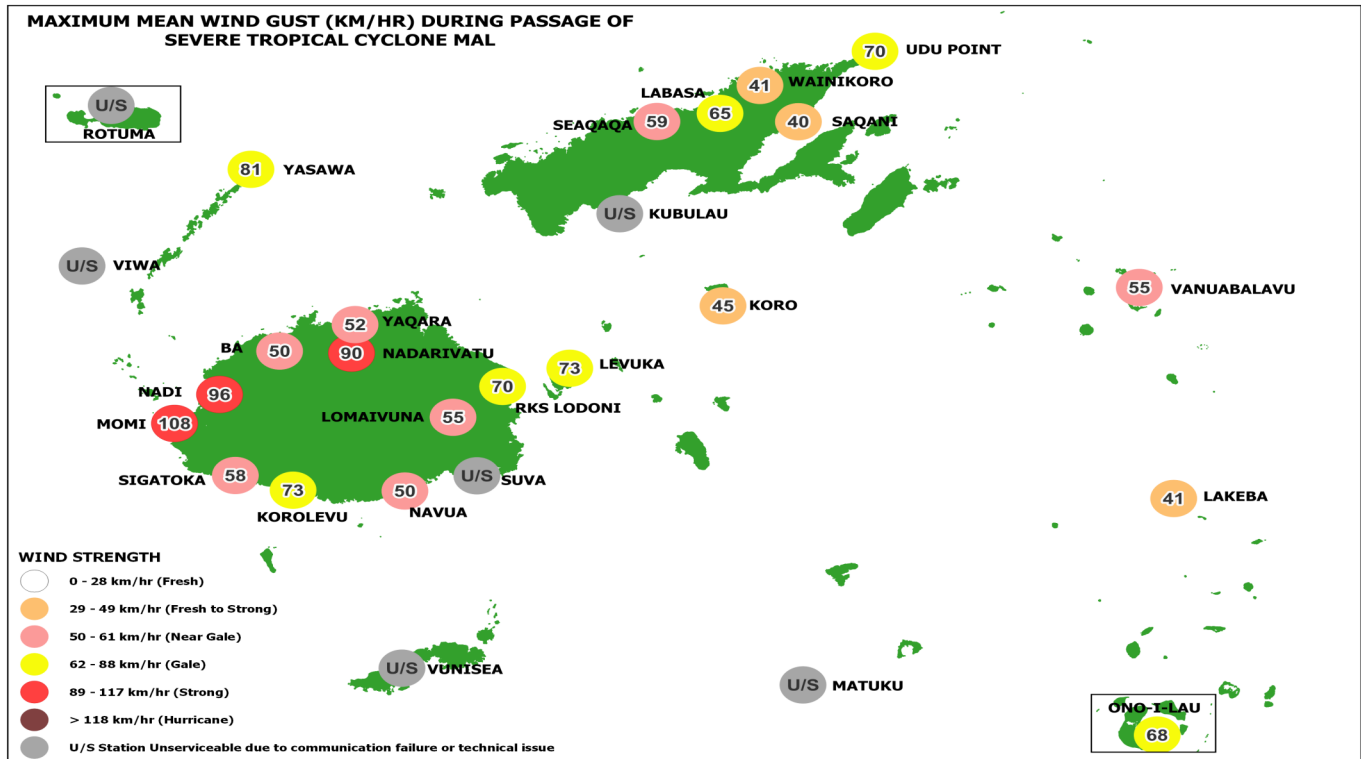 MAXIMUM MEAN WIND GUST (KM/HR) DURING PASSAGE OF
SEVERE TROPICAL CYCLONE MAL
U/S
ROTUMA
70 UDU POINT
41 WAINIKORO
LABASA
65
SEAQAQA 59
40 SAQANI
81 YASAWA
U/S KUBULAU
U/S VIWA
55 VANUABALAVU
45 KORO
52 YAQARA
BA 50
90 NADARIVATU
73 LEVUKA
70
RKS LODONI
NADI 96
MOMI 108
LOMAIVUNA 55
SIGATOKA 58
73
KOROLEVU
50
NAVUA
U/S SUVA
41 LAKEBA
WIND STRENGTH
0 - 28 km/hr (Fresh)
29 - 49 km/hr (Fresh to Strong)
50 - 61 km/hr (Near Gale)
62 - 88 km/hr (Gale)
89 - 117 km/hr (Strong)
> 118 km/hr (Hurricane)
U/S Station Unserviceable due to communication failure or technical issue
U/S VUNISEA
U/S MATUKU
ONO-I-LAU
68